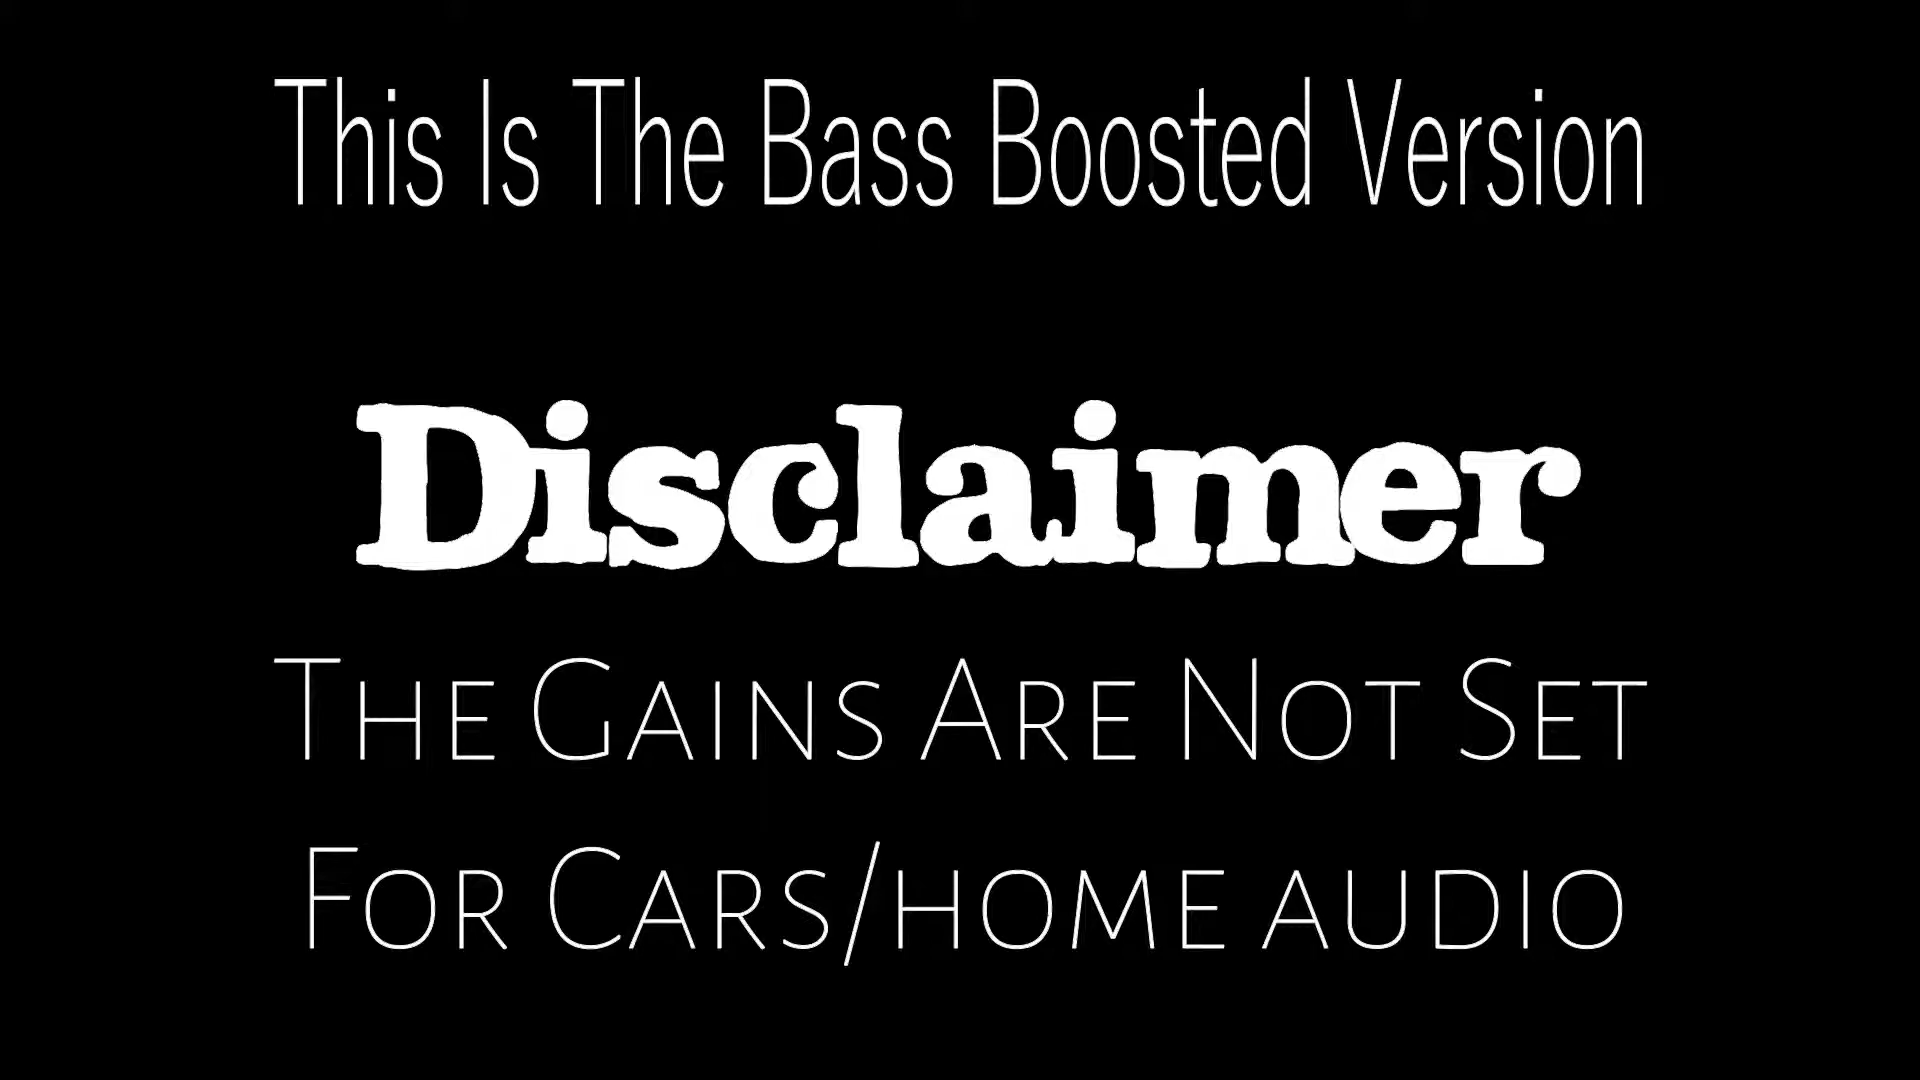 This Is The Bass Boosted Version
Disclaimer
The Gains Are Not Set
For Cars/home audio